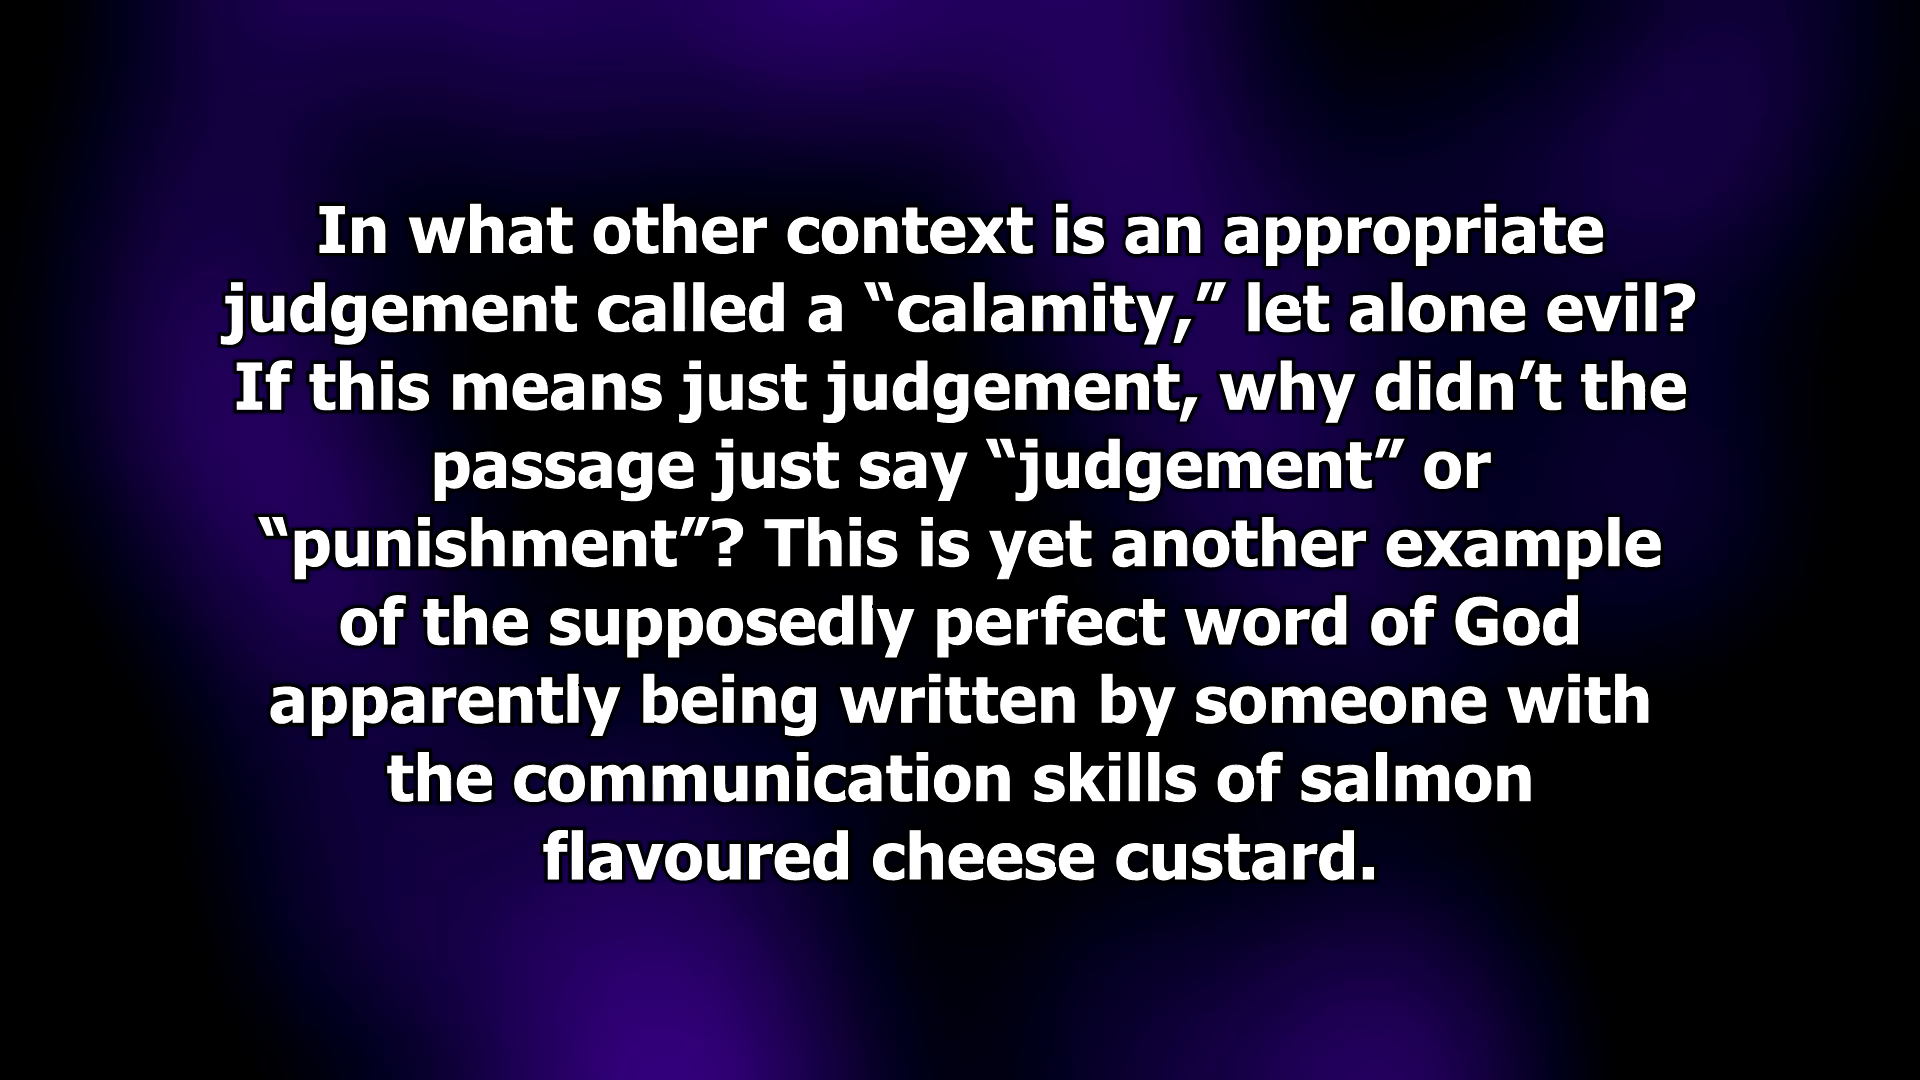 In what other context is an appropriate
judgement called a “calamity,” let alone evil?
If this means just judgement, why didn’t the
passage just say “judgement” or
“punishment”? This is yet another example
of the supposedly perfect word of God
apparently being written by someone with
the communication skills of salmon
flavoured cheese custard.